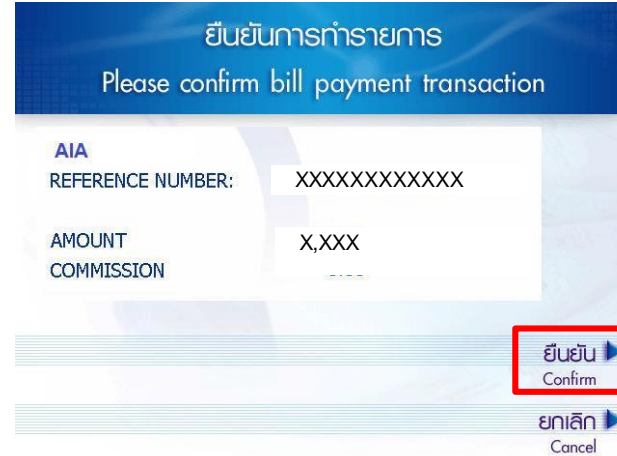 ยืนยันการทำรายการ
Please confirm bill payment transaction
AIA
REFERENCE NUMBER: XXXXXXXXXXXX
AMOUNT X,XXX
COMMISSION
ยืนยัน
Confirm
ยกเลิก
Cancel